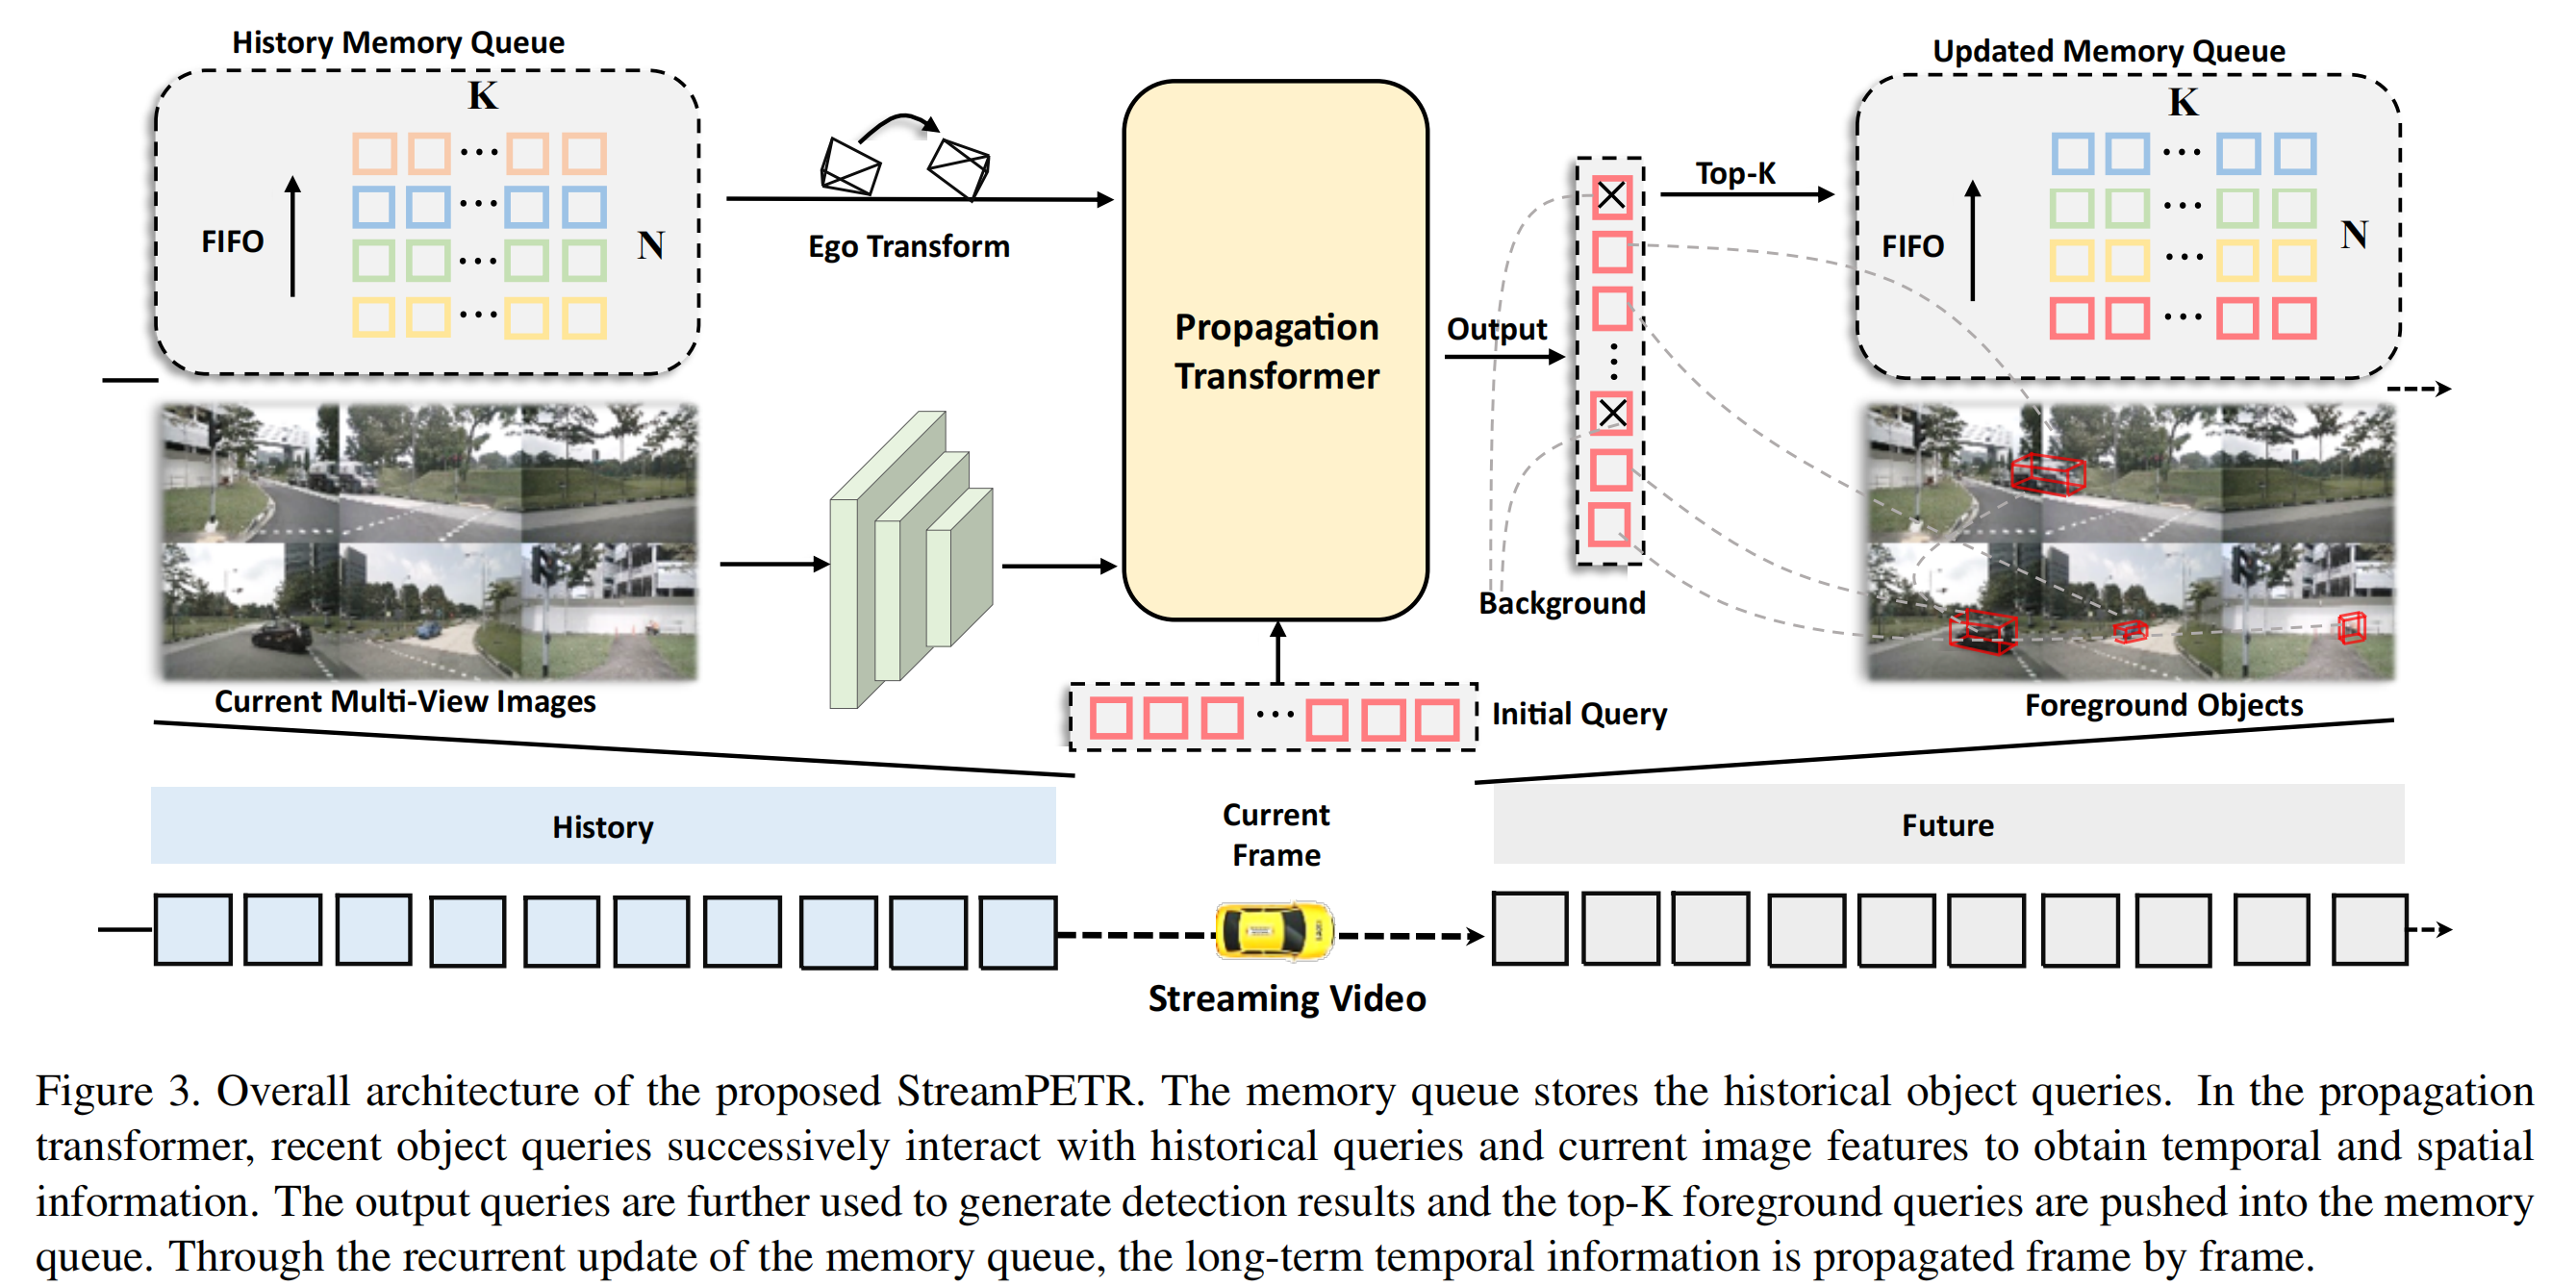 History Memory Queue
K
FIFO
N
Ego Transform
Propagation
Transformer
Output
Top-K
Updated Memory Queue
K
FIFO
N
Background
Current Multi-View Images
Initial Query
Foreground Objects
History
Current
Frame
Future
Streaming Video
Figure 3. Overall architecture of the proposed StreamPETR. The memory queue stores the historical object queries. In the propagation
transformer, recent object queries successively interact with historical queries and current image features to obtain temporal and spatial
information. The output queries are further used to generate detection results and the top-K foreground queries are pushed into the memory
queue. Through the recurrent update of the memory queue, the long-term temporal information is propagated frame by frame.